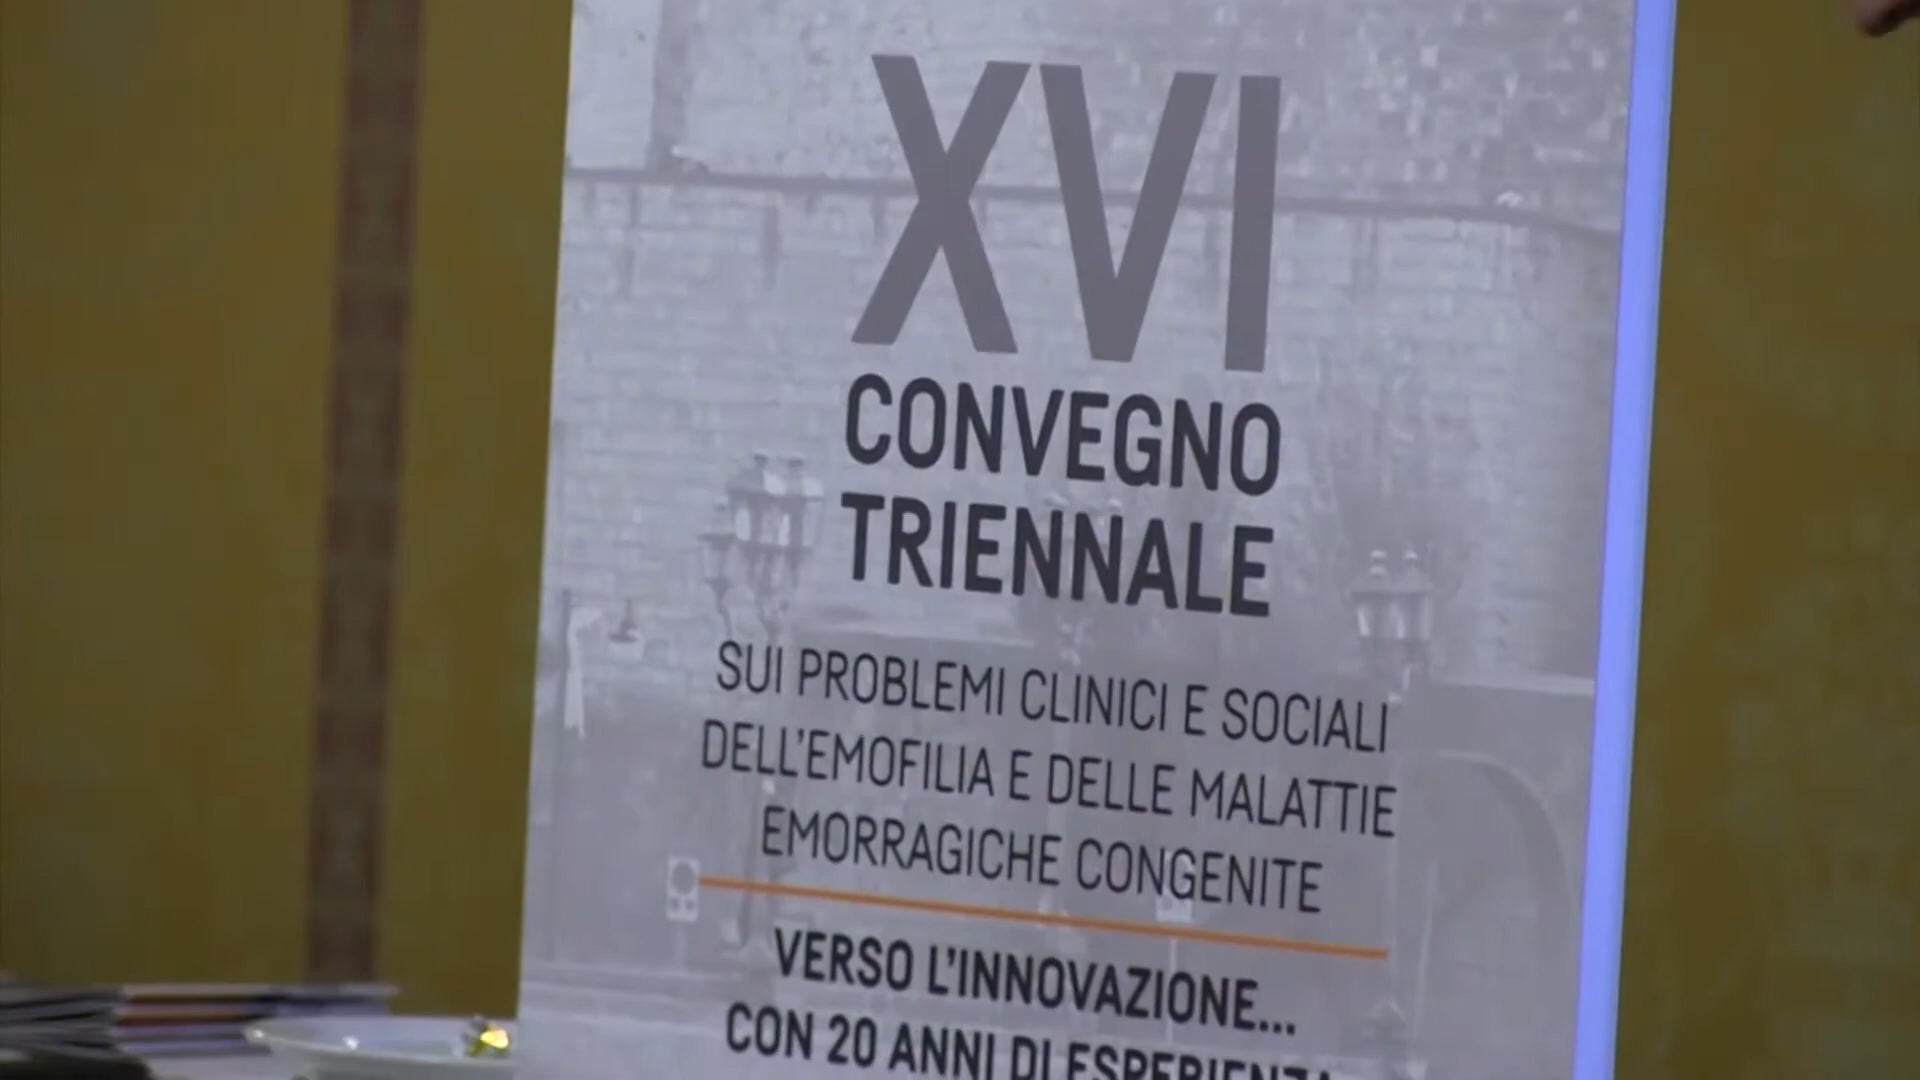 XVI
CONVEGNO
TRIENNALE
SUI PROBLEMI CLINICI E SOCIALI
DELL'EMOFILIA E DELLE MALATTIE
EMORRAGICHE CONGENITE
VERSO L'INNOVAZIONE...
CON 20 ANNI DI ESPERIENZA